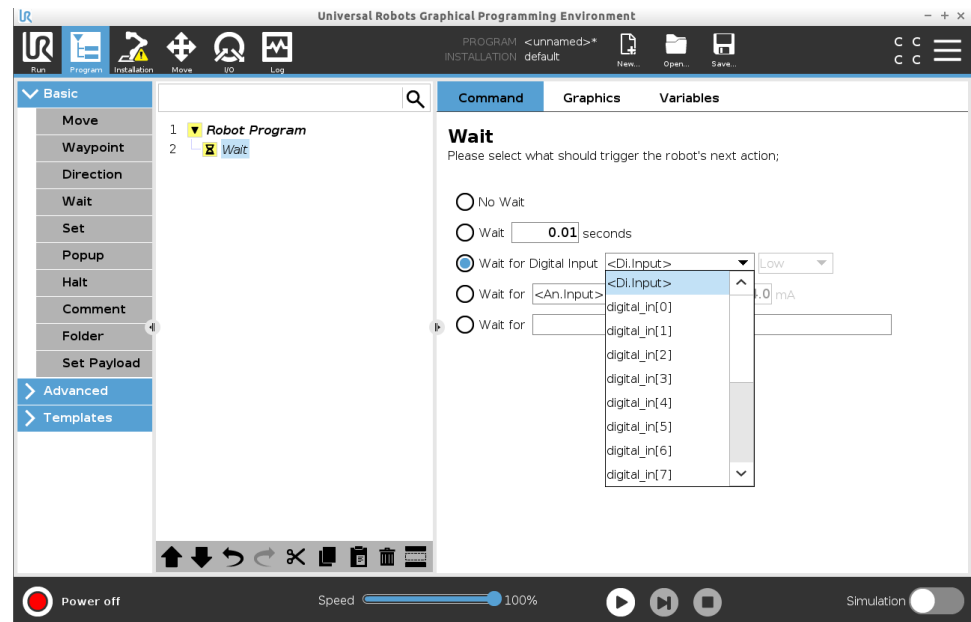 UR Universal Robots Graphical Programming Environment
UR Run Program Installation Move I/O Log PROGRAM <unnamed>* INSTALLATION default New... Open... Save... C C C C
Basic
Move
Waypoint
Direction
Wait
Set
Popup
Halt
Comment
Folder
Set Payload
Advanced
Templates
1 Robot Program
2 Wait
Command Graphics Variables
Wait
Please select what should trigger the robot's next action;
No Wait
Wait 0.01 seconds
Wait for Digital Input <Di.Input> Low
Wait for <An.Input> .0 mA
Wait for
<Di.Input>
digital_in[0]
digital_in[1]
digital_in[2]
digital_in[3]
digital_in[4]
digital_in[5]
digital_in[6]
digital_in[7]
Power off Speed 100% Simulation